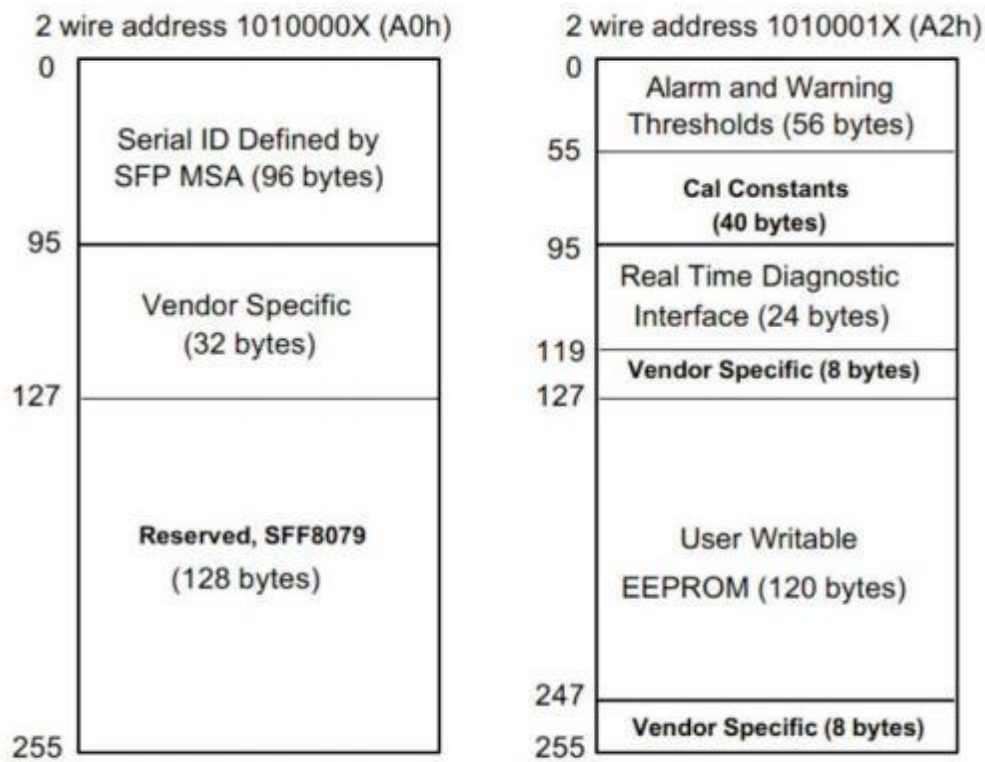 2 wire address 1010000X (A0h)
0
Serial ID Defined by
SFP MSA (96 bytes)
95
Vendor Specific
(32 bytes)
127
Reserved, SFF8079
(128 bytes)
255
2 wire address 1010001X (A2h)
0
Alarm and Warning
Thresholds (56 bytes)
55
Cal Constants
(40 bytes)
95
Real Time Diagnostic
Interface (24 bytes)
119
Vendor Specific (8 bytes)
127
User Writable
EEPROM (120 bytes)
247
Vendor Specific (8 bytes)
255